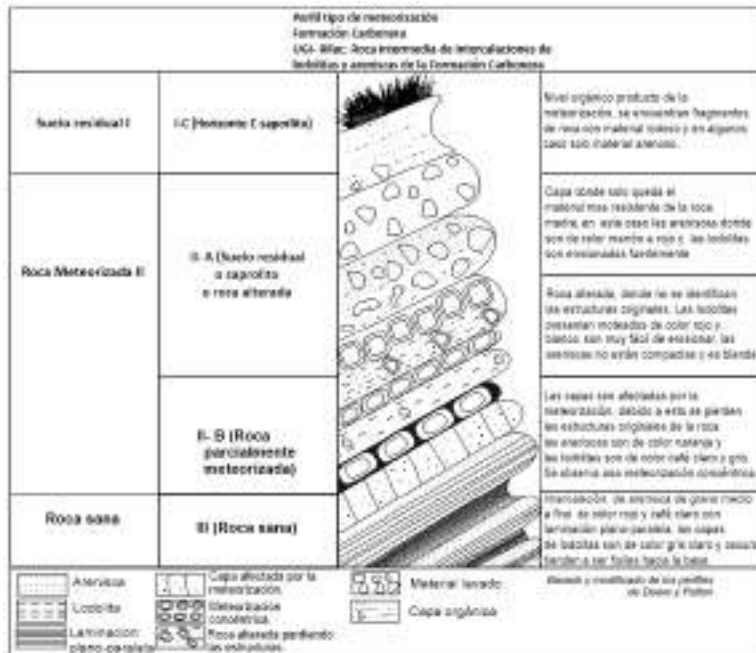 Perfil tipo de meteorización
Formación Carbonera
UGI- Rilac: Roca Intermedia de Intercalaciones de
lodolitas y areniscas de la Formación Carbonera
Suelo residual I
I-C (Horizonte C saprolito)
Nivel orgánico producto de la
meteorización, se encuentran fragmentos
de roca con material lodoso y en algunos
caso solo material arenoso.
Roca Meteorizada II
II- A (Suelo residual
o saprolito
o roca alterada
Capa donde solo queda el
material mas resistente de la roca
madre, en este caso las areniscas donde
son de color marrón a rojo y las lodolitas
son erosionadas facilmente
Roca alterada, donde no se identifican
las estructuras originales. Las lodolitas
presentan moteados de color rojo y
blanco, son muy fácil de erosionar, las
areniscas no están compactas y es blanda
II- B (Roca
parcialmente
meteorizada)
Las capas son afectadas por la
meteorización, debido a esto se pierden
las estructuras originales de la roca
las areniscas son de color naranja y
las lodolitas son de color café claro y gris.
Se observa una meteorización concéntrica.
Roca sana
III (Roca sana)
Intercalación de arenisca de grano medio
a fino, de color rojo y café claro con
laminación plano-paralela, las capas
de lodolitas son de color gris claro y oscuro
tienden a ser físiles hacia la base
Arenisca
Lodolita
Laminacion
plano-paralela
Capa afectada por la
meteorización.
Meteorizacion
concéntrica.
Roca alterada perdiendo
las estructuras.
Material lavado
Capa orgánica
Basado y modificado de los perfiles
de Deere y Patton